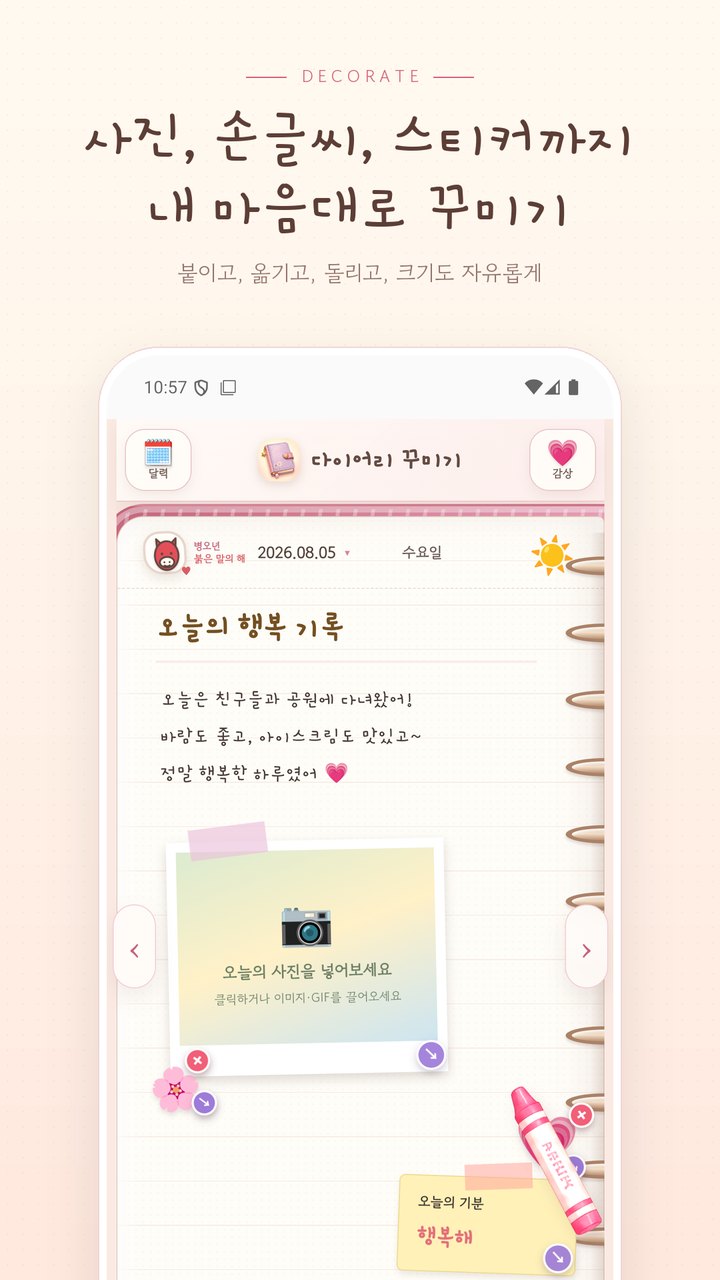 DECORATE
사진, 손글씨, 스티커까지
내 마음대로 꾸미기
붙이고, 옮기고, 돌리고, 크기도 자유롭게
10:57
달력
다이어리 꾸미기
감상
병오년
붉은 말의 해
2026.08.05
수요일
오늘의 행복 기록
오늘은 친구들과 공원에 다녀왔어!
바람도 좋고, 아이스크림도 맛있고~
정말 행복한 하루였어
오늘의 사진을 넣어보세요
클릭하거나 이미지·GIF를 끌어오세요
오늘의 기분
행복해